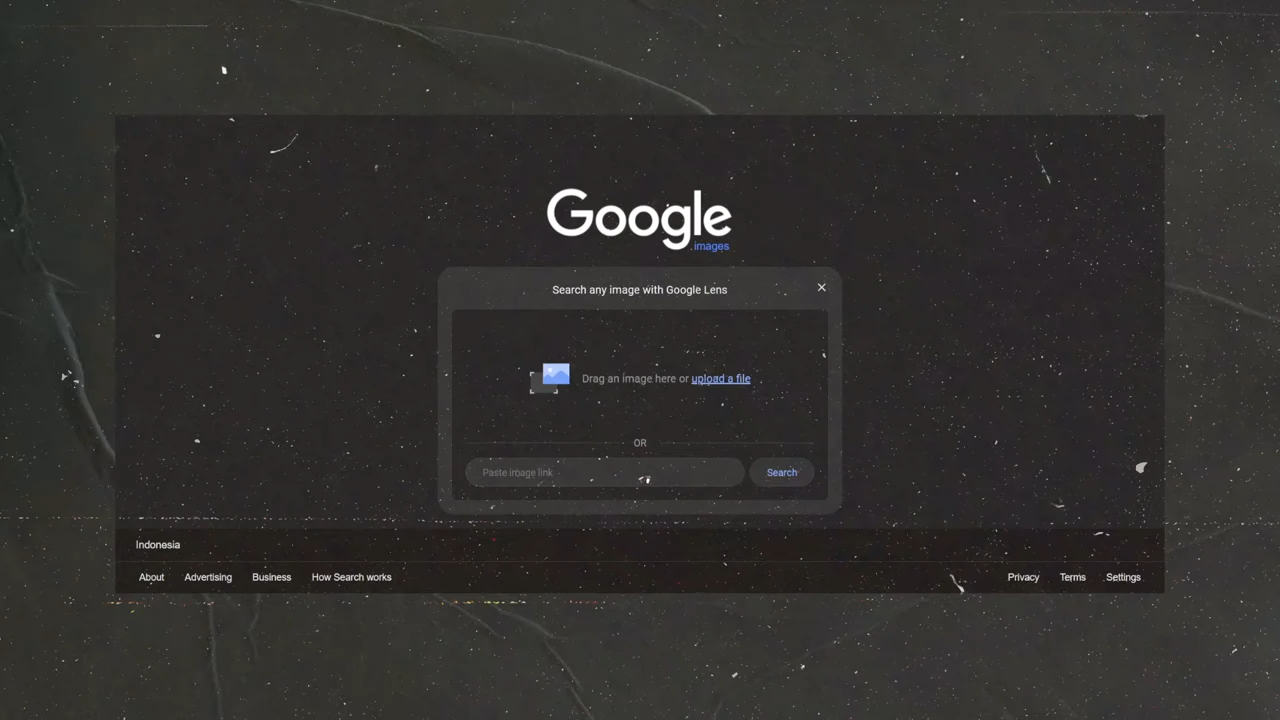 Google
images
Search any image with Google Lens
Drag an image here or upload a file
OR
Paste image link
Search
Indonesia
About Advertising Business How Search works Privacy Terms Settings